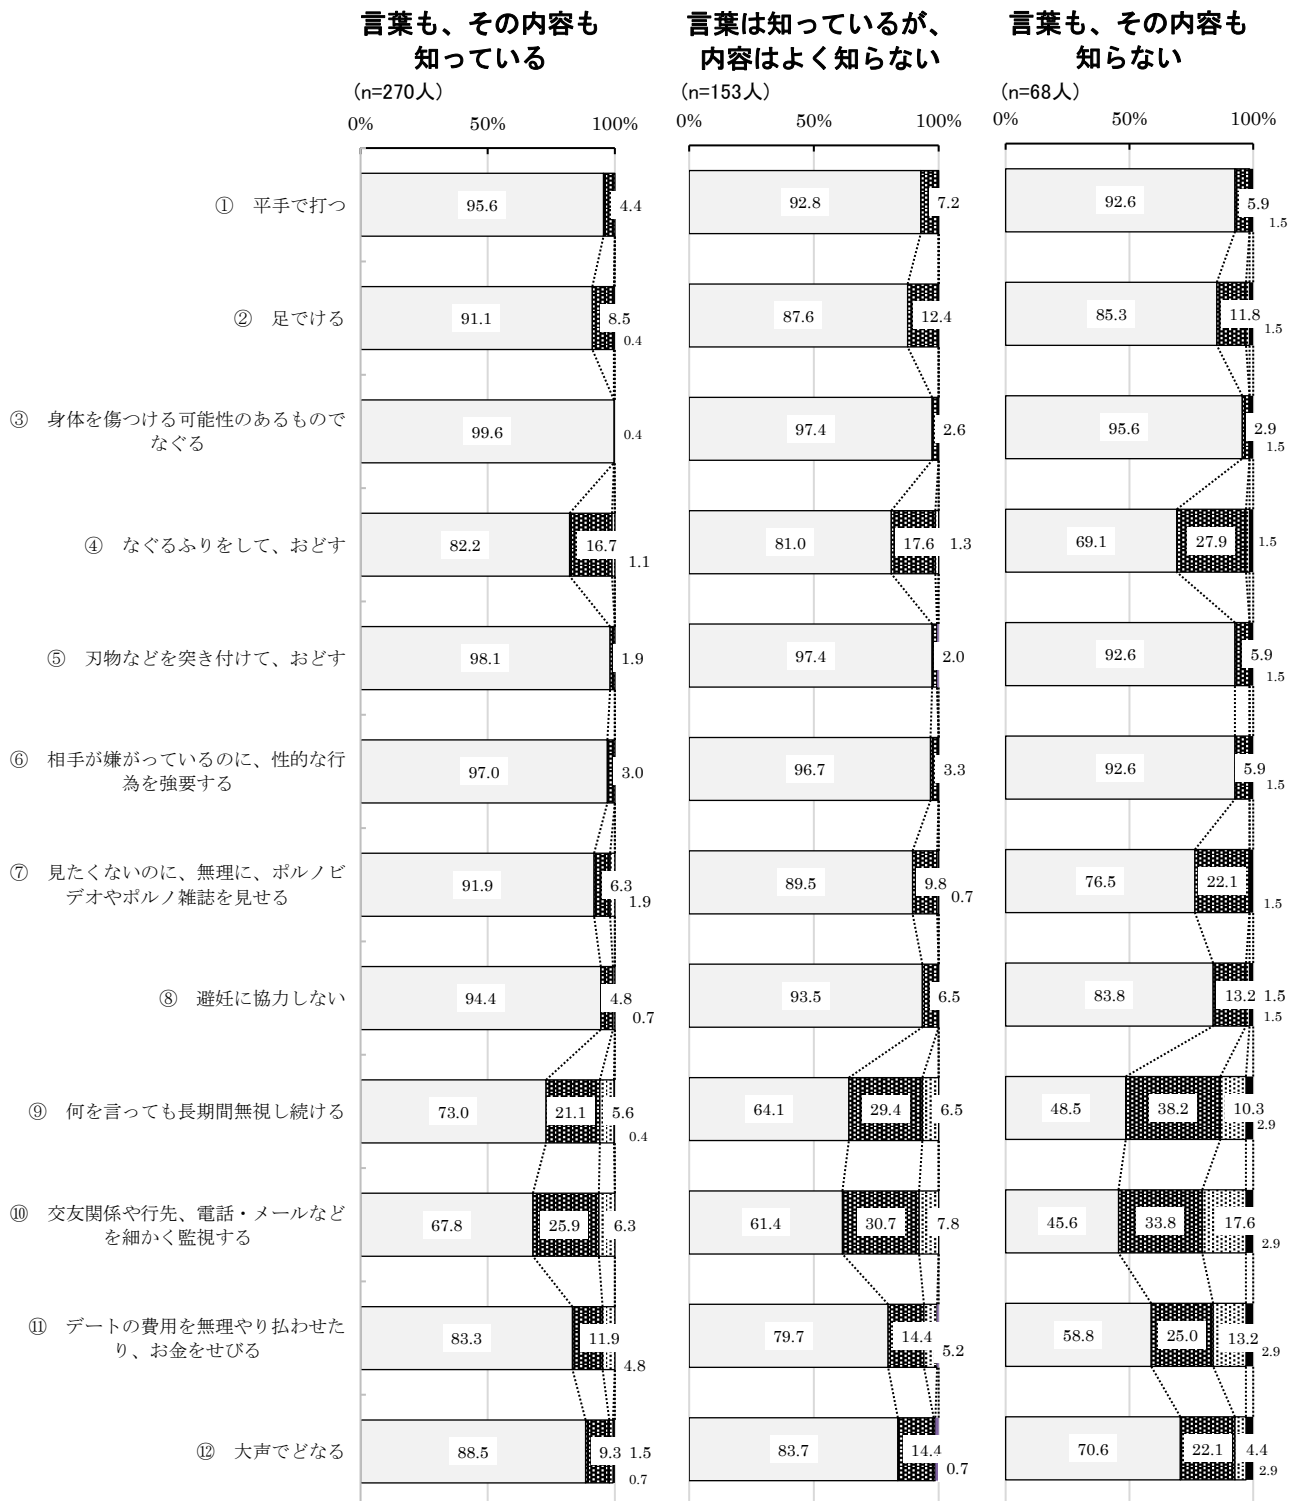 言葉も、その内容も
知っている
言葉は知っているが、
内容はよく知らない
言葉も、その内容も
知らない
(n=270人)
(n=153人)
(n=68人)
0% 50% 100%
0% 50% 100%
0% 50% 100%
① 平手で打つ
95.6 4.4
92.8 7.2
92.6 5.9 1.5
② 足でける
91.1 8.5 0.4
87.6 12.4
85.3 11.8 1.5
③ 身体を傷つける可能性のあるもので
なぐる
99.6 0.4
97.4 2.6
95.6 2.9 1.5
④ なぐるふりをして、おどす
82.2 16.7 1.1
81.0 17.6 1.3
69.1 27.9 1.5
⑤ 刃物などを突き付けて、おどす
98.1 1.9
97.4 2.0
92.6 5.9 1.5
⑥ 相手が嫌がっているのに、性的な行
為を強要する
97.0 3.0
96.7 3.3
92.6 5.9 1.5
⑦ 見たくないのに、無理に、ポルノビ
デオやポルノ雑誌を見せる
91.9 6.3 1.9
89.5 9.8 0.7
76.5 22.1 1.5
⑧ 避妊に協力しない
94.4 4.8 0.7
93.5 6.5
83.8 13.2 1.5 1.5
⑨ 何を言っても長期間無視し続ける
73.0 21.1 5.6 0.4
64.1 29.4 6.5
48.5 38.2 10.3 2.9
⑩ 交友関係や行先、電話・メールなど
を細かく監視する
67.8 25.9 6.3
61.4 30.7 7.8
45.6 33.8 17.6 2.9
⑪ デートの費用を無理やり払わせた
り、お金をせびる
83.3 11.9 4.8
79.7 14.4 5.2
58.8 25.0 13.2 2.9
⑫ 大声でどなる
88.5 9.3 1.5 0.7
83.7 14.4 0.7
70.6 22.1 4.4 2.9